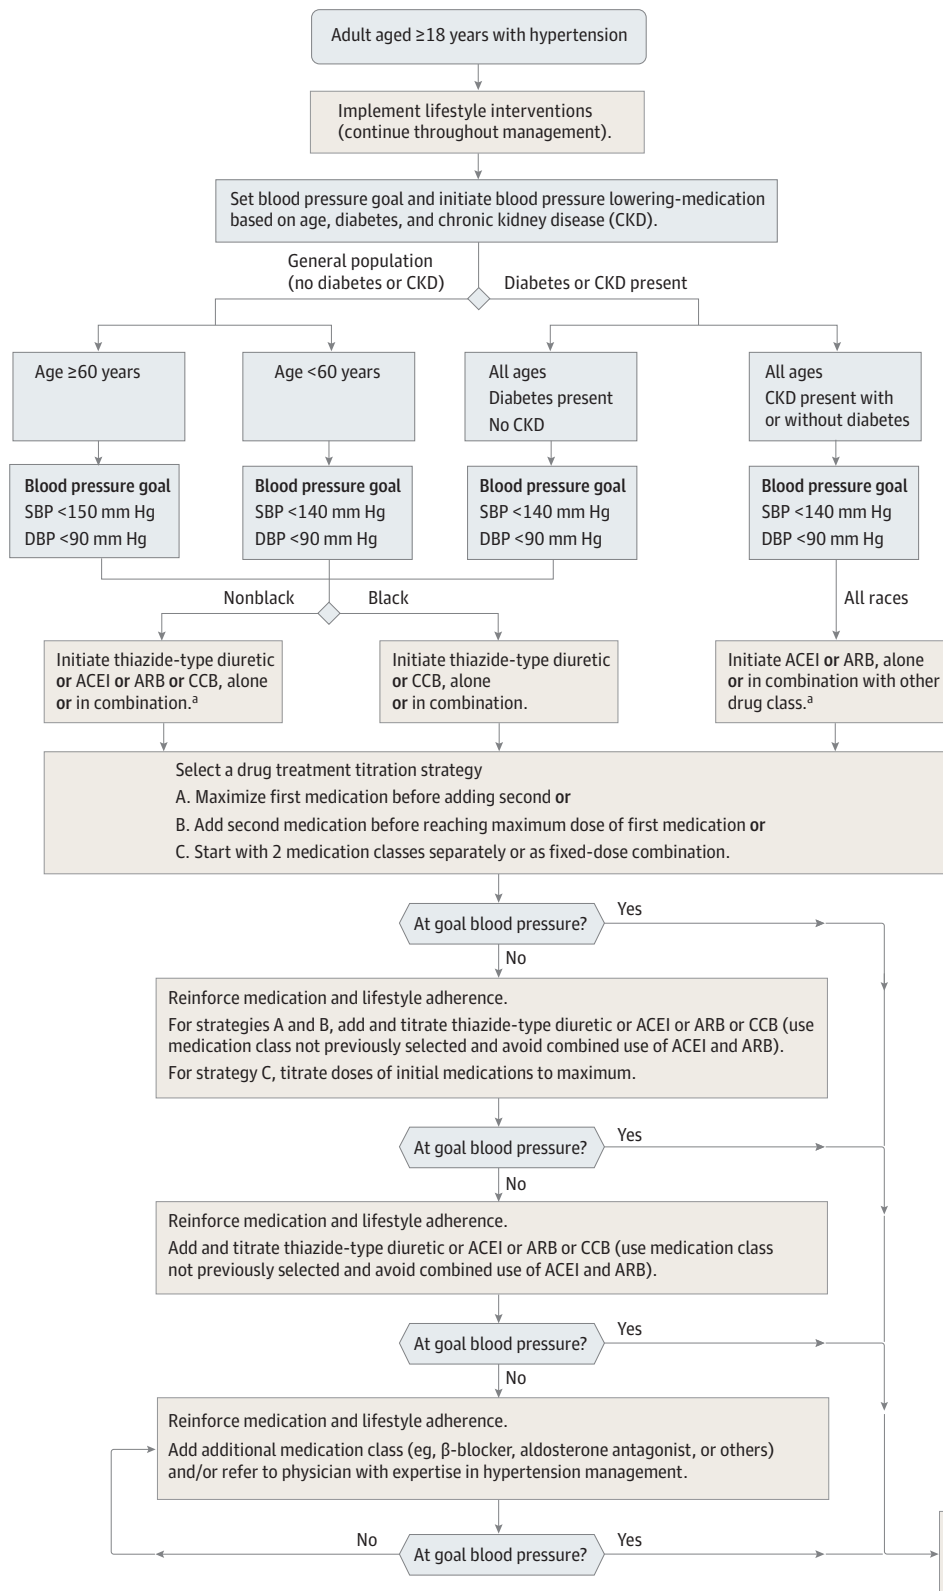 Adult aged ≥18 years with hypertension
Implement lifestyle interventions
(continue throughout management).
Set blood pressure goal and initiate blood pressure lowering-medication
based on age, diabetes, and chronic kidney disease (CKD).
General population
(no diabetes or CKD)
Diabetes or CKD present
Age ≥60 years
Age <60 years
All ages
Diabetes present
No CKD
All ages
CKD present with
or without diabetes
Blood pressure goal
SBP <150 mm Hg
DBP <90 mm Hg
Blood pressure goal
SBP <140 mm Hg
DBP <90 mm Hg
Blood pressure goal
SBP <140 mm Hg
DBP <90 mm Hg
Blood pressure goal
SBP <140 mm Hg
DBP <90 mm Hg
Nonblack
Black
All races
Initiate thiazide-type diuretic
or ACEI or ARB or CCB, alone
or in combination.ᵃ
Initiate thiazide-type diuretic
or CCB, alone
or in combination.
Initiate ACEI or ARB, alone
or in combination with other
drug class.ᵃ
Select a drug treatment titration strategy
A. Maximize first medication before adding second or
B. Add second medication before reaching maximum dose of first medication or
C. Start with 2 medication classes separately or as fixed-dose combination.
At goal blood pressure?
Yes
No
Reinforce medication and lifestyle adherence.
For strategies A and B, add and titrate thiazide-type diuretic or ACEI or ARB or CCB (use
medication class not previously selected and avoid combined use of ACEI and ARB).
For strategy C, titrate doses of initial medications to maximum.
At goal blood pressure?
Yes
No
Reinforce medication and lifestyle adherence.
Add and titrate thiazide-type diuretic or ACEI or ARB or CCB (use medication class
not previously selected and avoid combined use of ACEI and ARB).
At goal blood pressure?
Yes
No
Reinforce medication and lifestyle adherence.
Add additional medication class (eg, β-blocker, aldosterone antagonist, or others)
and/or refer to physician with expertise in hypertension management.
No
At goal blood pressure?
Yes